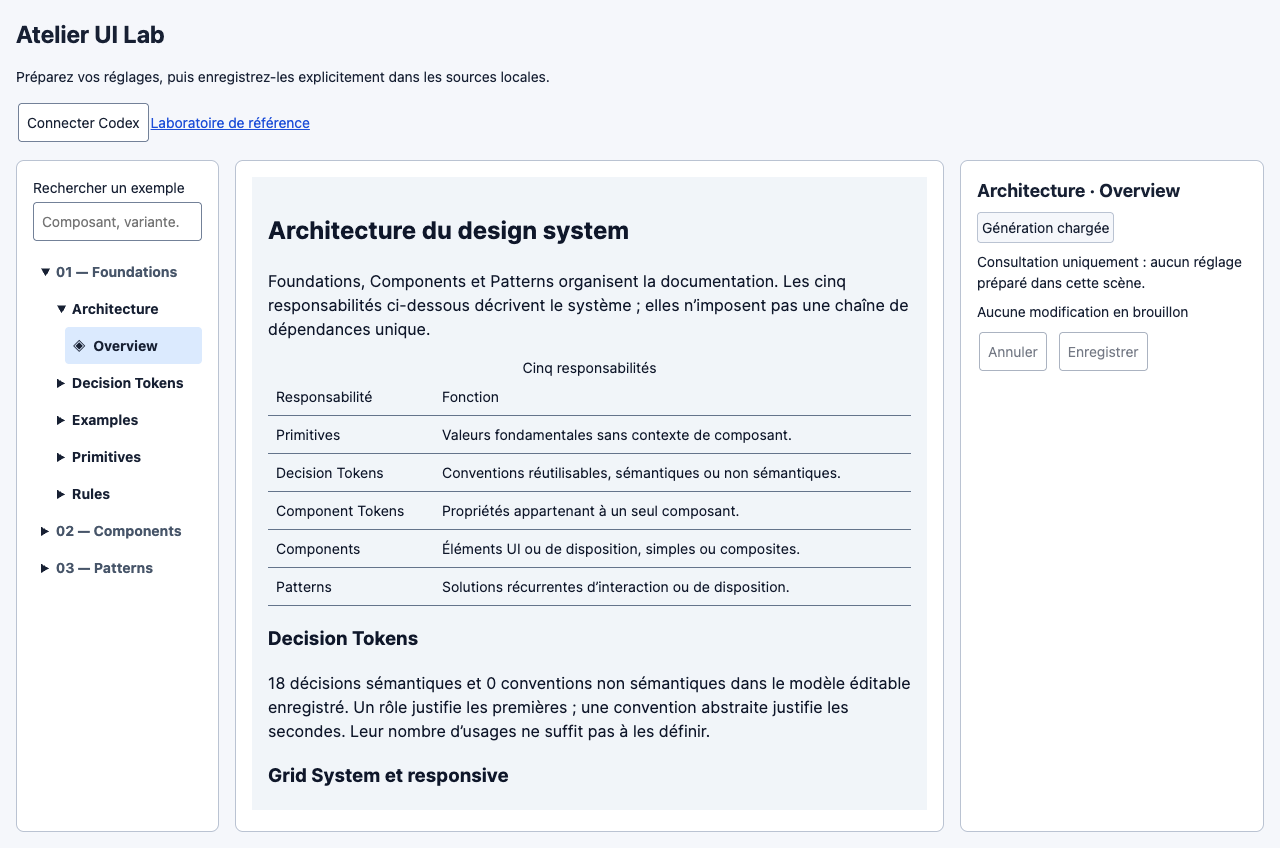 Atelier UI Lab
Préparez vos réglages, puis enregistrez-les explicitement dans les sources locales.
Connecter Codex
Laboratoire de référence
Rechercher un exemple
Composant, variante.
01 — Foundations
Architecture
Overview
Decision Tokens
Examples
Primitives
Rules
02 — Components
03 — Patterns
Architecture du design system
Foundations, Components et Patterns organisent la documentation. Les cinq
responsabilités ci-dessous décrivent le système ; elles n’imposent pas une chaîne de
dépendances unique.
Cinq responsabilités
Responsabilité Fonction
Primitives Valeurs fondamentales sans contexte de composant.
Decision Tokens Conventions réutilisables, sémantiques ou non sémantiques.
Component Tokens Propriétés appartenant à un seul composant.
Components Éléments UI ou de disposition, simples ou composites.
Patterns Solutions récurrentes d’interaction ou de disposition.
Decision Tokens
18 décisions sémantiques et 0 conventions non sémantiques dans le modèle éditable
enregistré. Un rôle justifie les premières ; une convention abstraite justifie les
secondes. Leur nombre d’usages ne suffit pas à les définir.
Grid System et responsive
Architecture · Overview
Génération chargée
Consultation uniquement : aucun réglage
préparé dans cette scène.
Aucune modification en brouillon
Annuler
Enregistrer